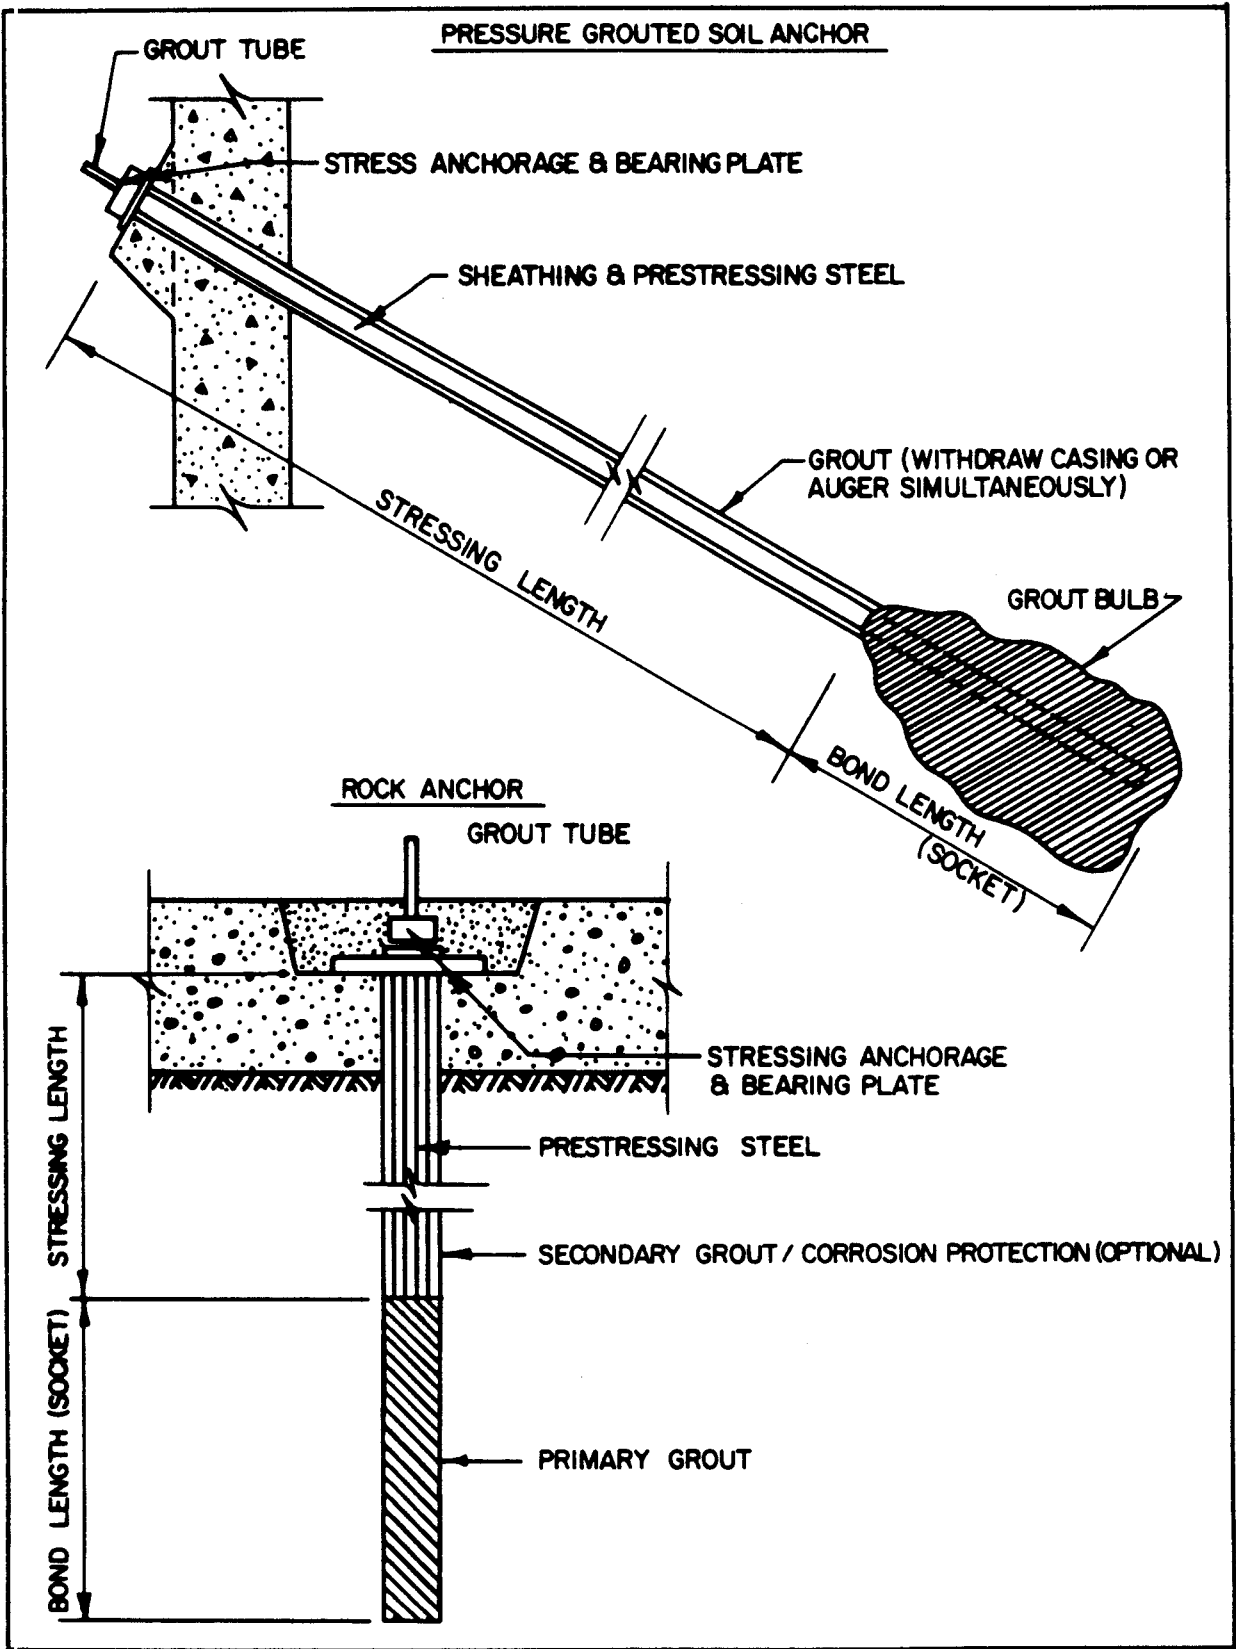 PRESSURE GROUTED SOIL ANCHOR
GROUT TUBE
STRESS ANCHORAGE & BEARING PLATE
SHEATHING & PRESTRESSING STEEL
GROUT (WITHDRAW CASING OR
AUGER SIMULTANEOUSLY)
STRESSING LENGTH
GROUT BULB
BOND LENGTH
(SOCKET)
ROCK ANCHOR
GROUT TUBE
STRESSING ANCHORAGE
& BEARING PLATE
STRESSING LENGTH
PRESTRESSING STEEL
SECONDARY GROUT / CORROSION PROTECTION (OPTIONAL)
BOND LENGTH (SOCKET)
PRIMARY GROUT